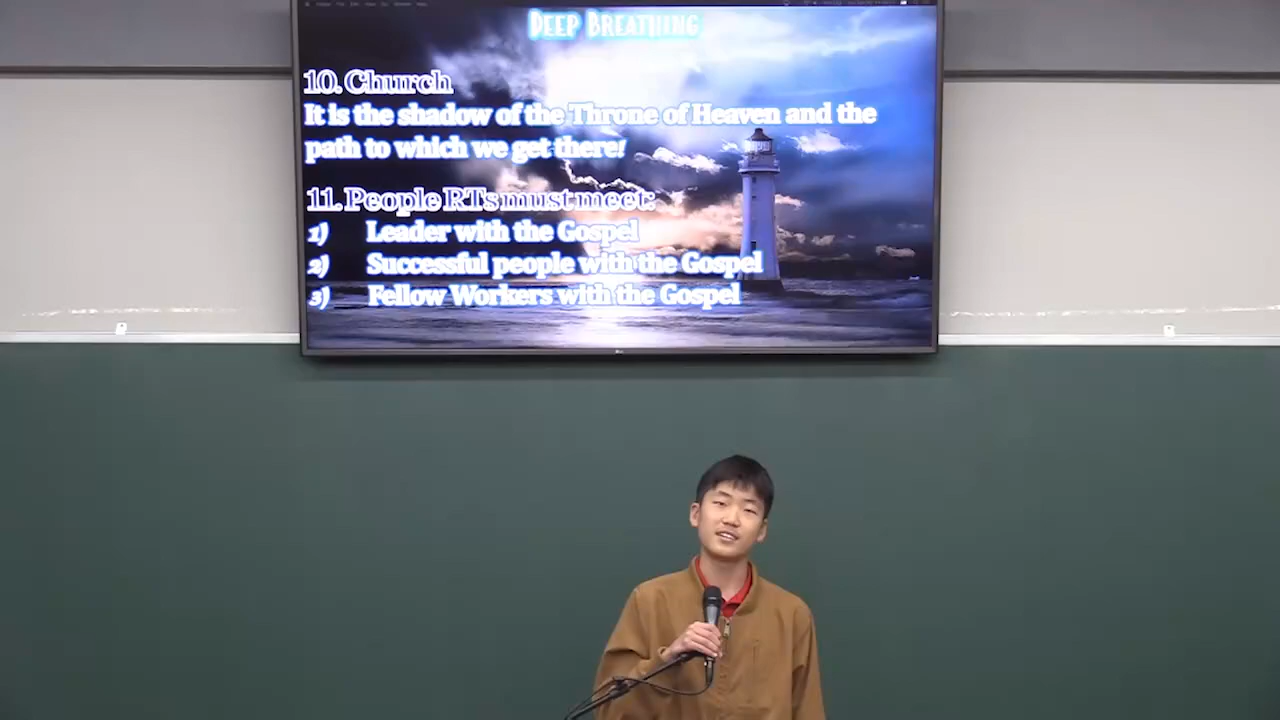 Deep Breathing
10. Church
It is the shadow of the Throne of Heaven and the
path to which we get there!
11. People RTs must meet:
1) Leader with the Gospel
2) Successful people with the Gospel
3) Fellow Workers with the Gospel